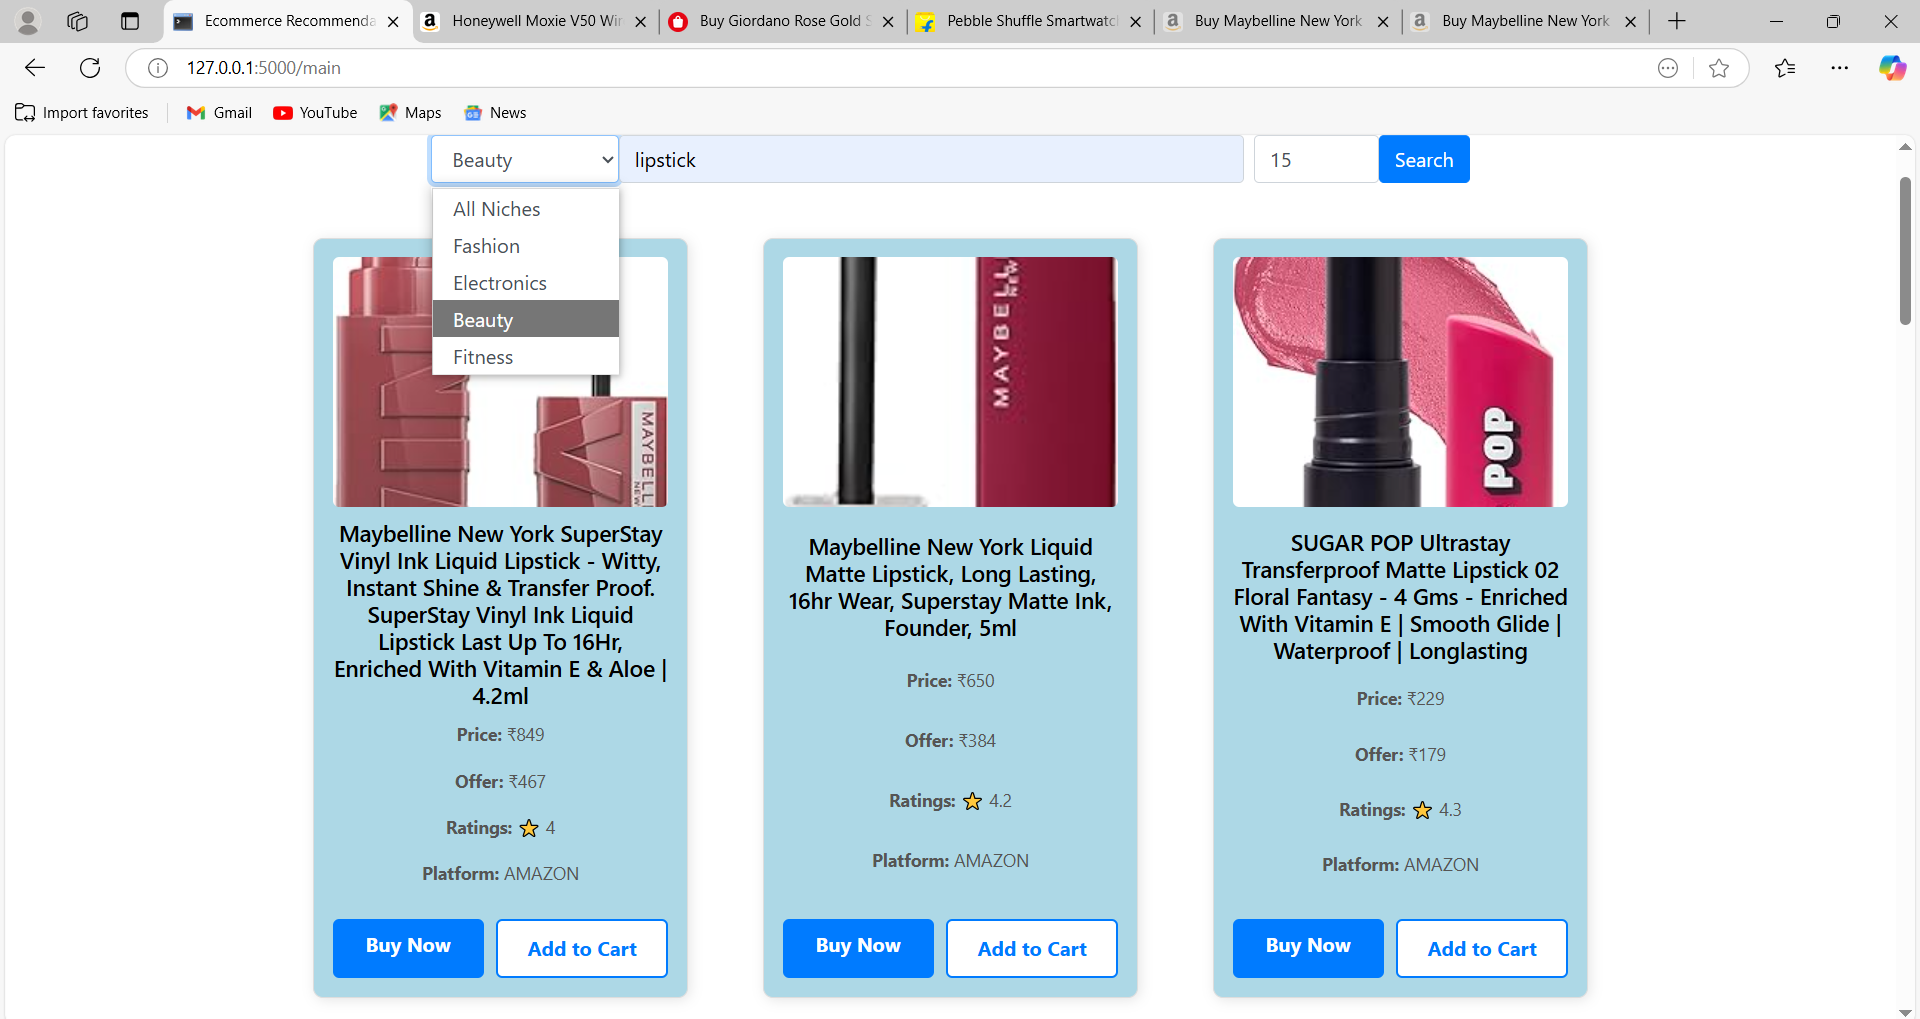 Ecommerce Recommenda
Honeywell Moxie V50 Wir
Buy Giordano Rose Gold S
Pebble Shuffle Smartwatc
Buy Maybelline New York
Buy Maybelline New York
127.0.0.1:5000/main
Import favorites
Gmail
YouTube
Maps
News
Beauty
lipstick
15
Search
All Niches
Fashion
Electronics
Beauty
Fitness
MAYBELL
NEW
MAYBELL
NEW
POP
Maybelline New York SuperStay
Vinyl Ink Liquid Lipstick - Witty,
Instant Shine & Transfer Proof.
SuperStay Vinyl Ink Liquid
Lipstick Last Up To 16Hr,
Enriched With Vitamin E & Aloe |
4.2ml
Price: ₹849
Offer: ₹467
Ratings: ⭐ 4
Platform: AMAZON
Buy Now
Add to Cart
Maybelline New York Liquid
Matte Lipstick, Long Lasting,
16hr Wear, Superstay Matte Ink,
Founder, 5ml
Price: ₹650
Offer: ₹384
Ratings: ⭐ 4.2
Platform: AMAZON
Buy Now
Add to Cart
SUGAR POP Ultrastay
Transferproof Matte Lipstick 02
Floral Fantasy - 4 Gms - Enriched
With Vitamin E | Smooth Glide |
Waterproof | Longlasting
Price: ₹229
Offer: ₹179
Ratings: ⭐ 4.3
Platform: AMAZON
Buy Now
Add to Cart